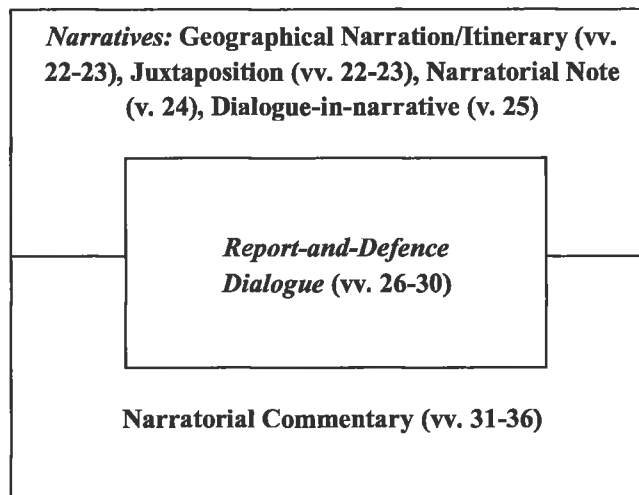 Narratives: Geographical Narration/Itinerary (vv.
22-23), Juxtaposition (vv. 22-23), Narratorial Note
(v. 24), Dialogue-in-narrative (v. 25)
Report-and-Defence
Dialogue (vv. 26-30)
Narratorial Commentary (vv. 31-36)